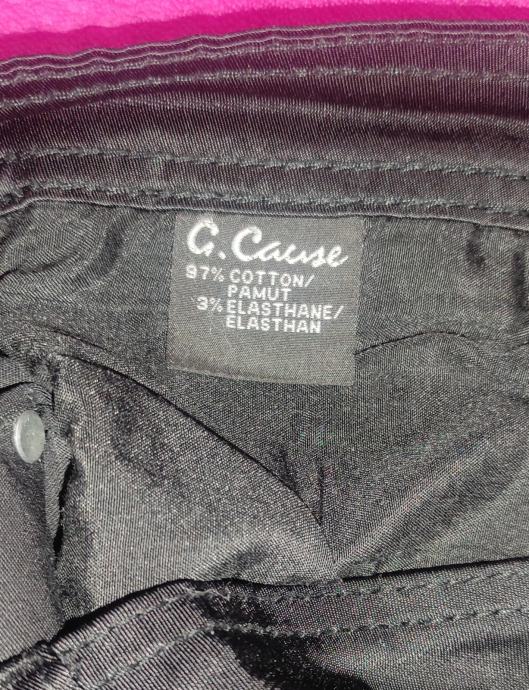 G. Cause
97% COTTON/
PAMUT
3% ELASTHANE/
ELASTHAN